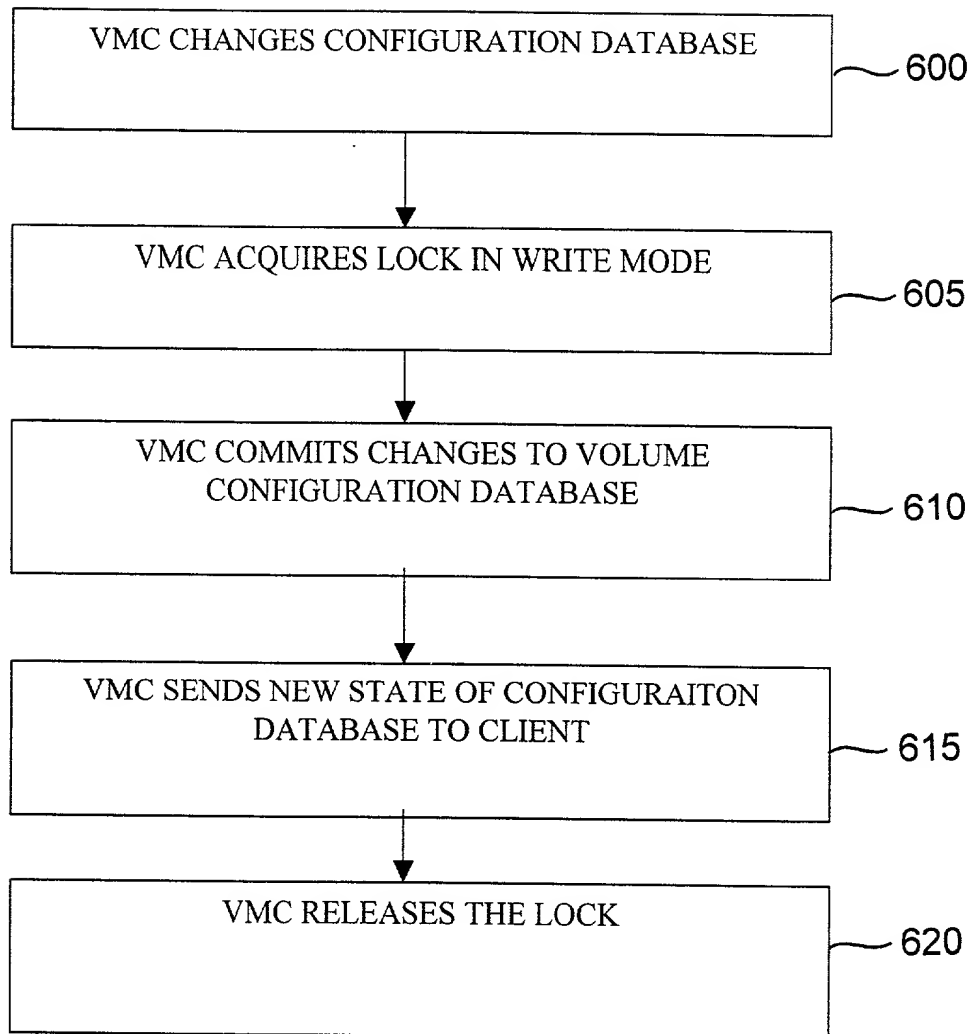 VMC CHANGES CONFIGURATION DATABASE
600
VMC ACQUIRES LOCK IN WRITE MODE
605
VMC COMMITS CHANGES TO VOLUME
CONFIGURATION DATABASE
610
VMC SENDS NEW STATE OF CONFIGURAITON
DATABASE TO CLIENT
615
VMC RELEASES THE LOCK
620